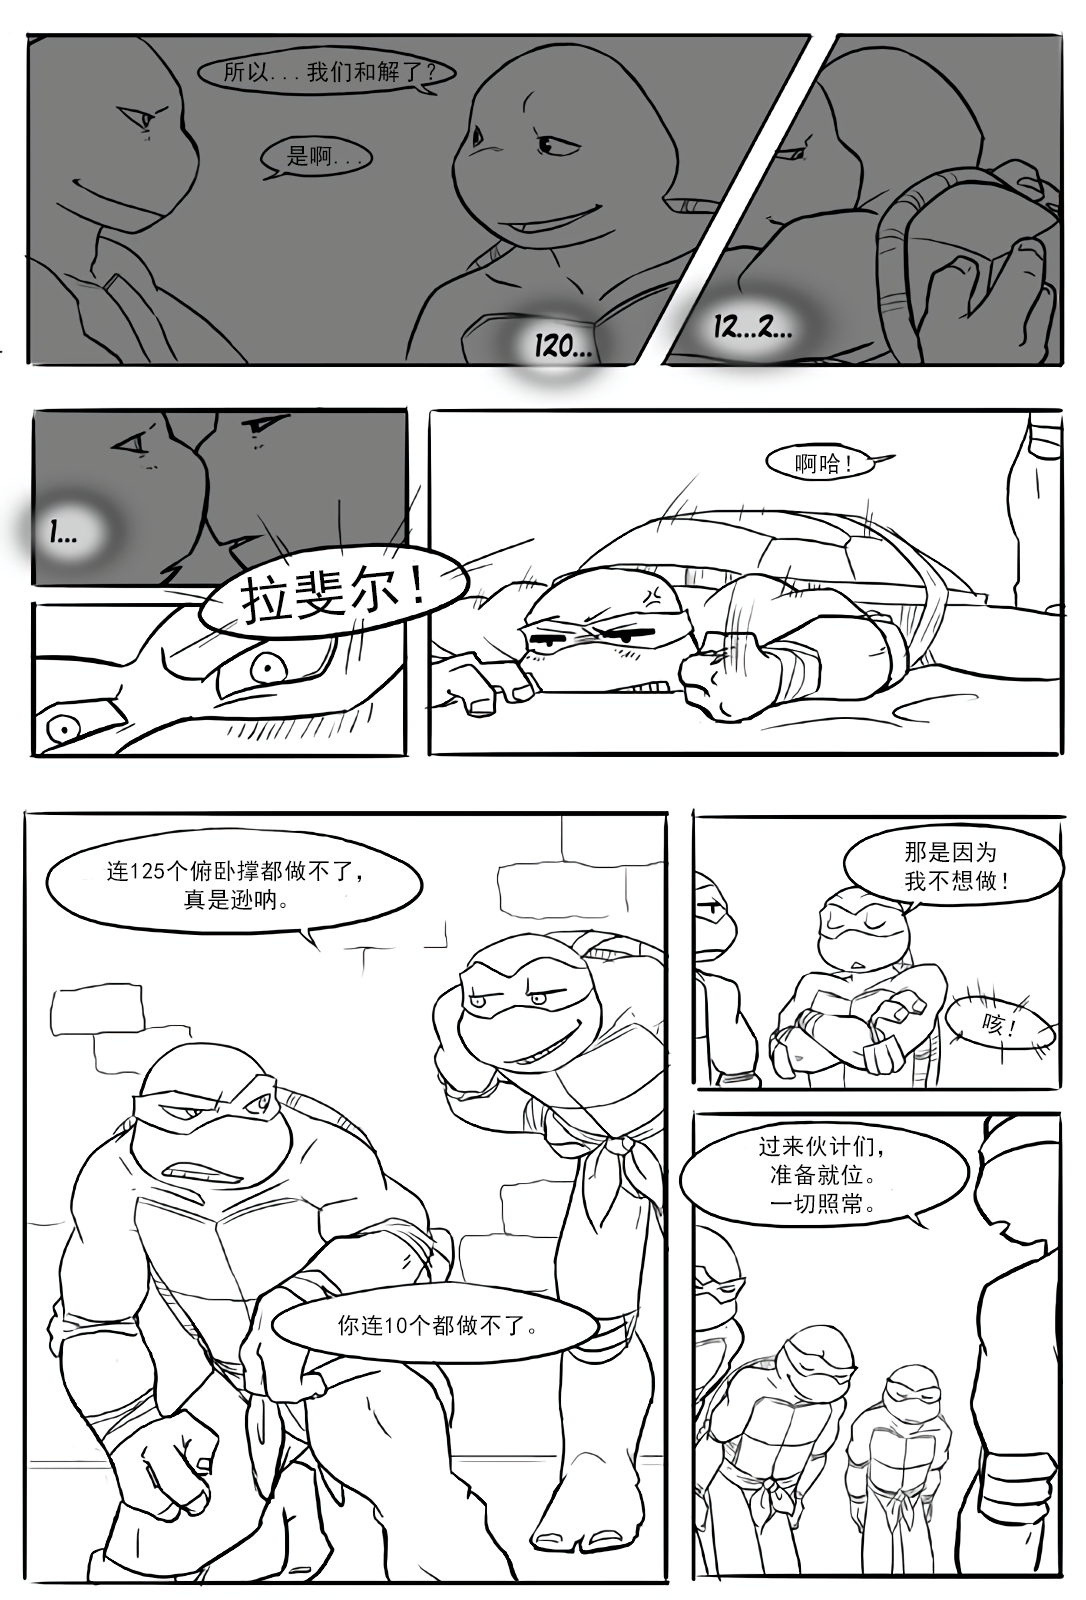 所以...我们和解了？
是啊...
120...
12...2...
1...
拉斐尔！
啊哈！
连125个俯卧撑都做不了，
真是逊呐。
你连10个都做不了。
那是因为
我不想做！
咳！
过来伙计们，
准备就位。
一切照常。